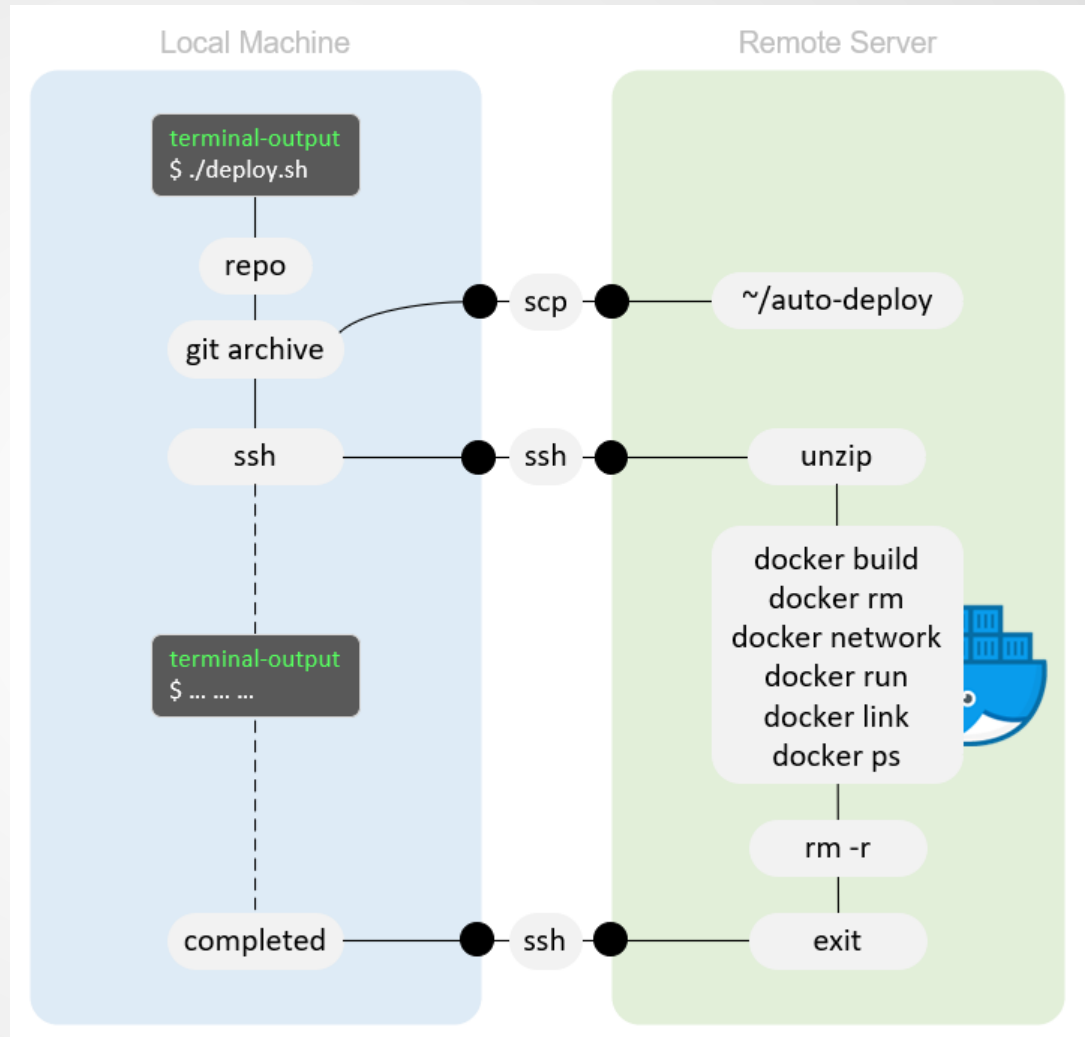 Local Machine
Remote Server
terminal-output
$ ./deploy.sh
repo
scp
~/auto-deploy
git archive
ssh
ssh
unzip
docker build
docker rm
docker network
docker run
docker link
docker ps
terminal-output
$ ... ... ...
rm -r
completed
ssh
exit